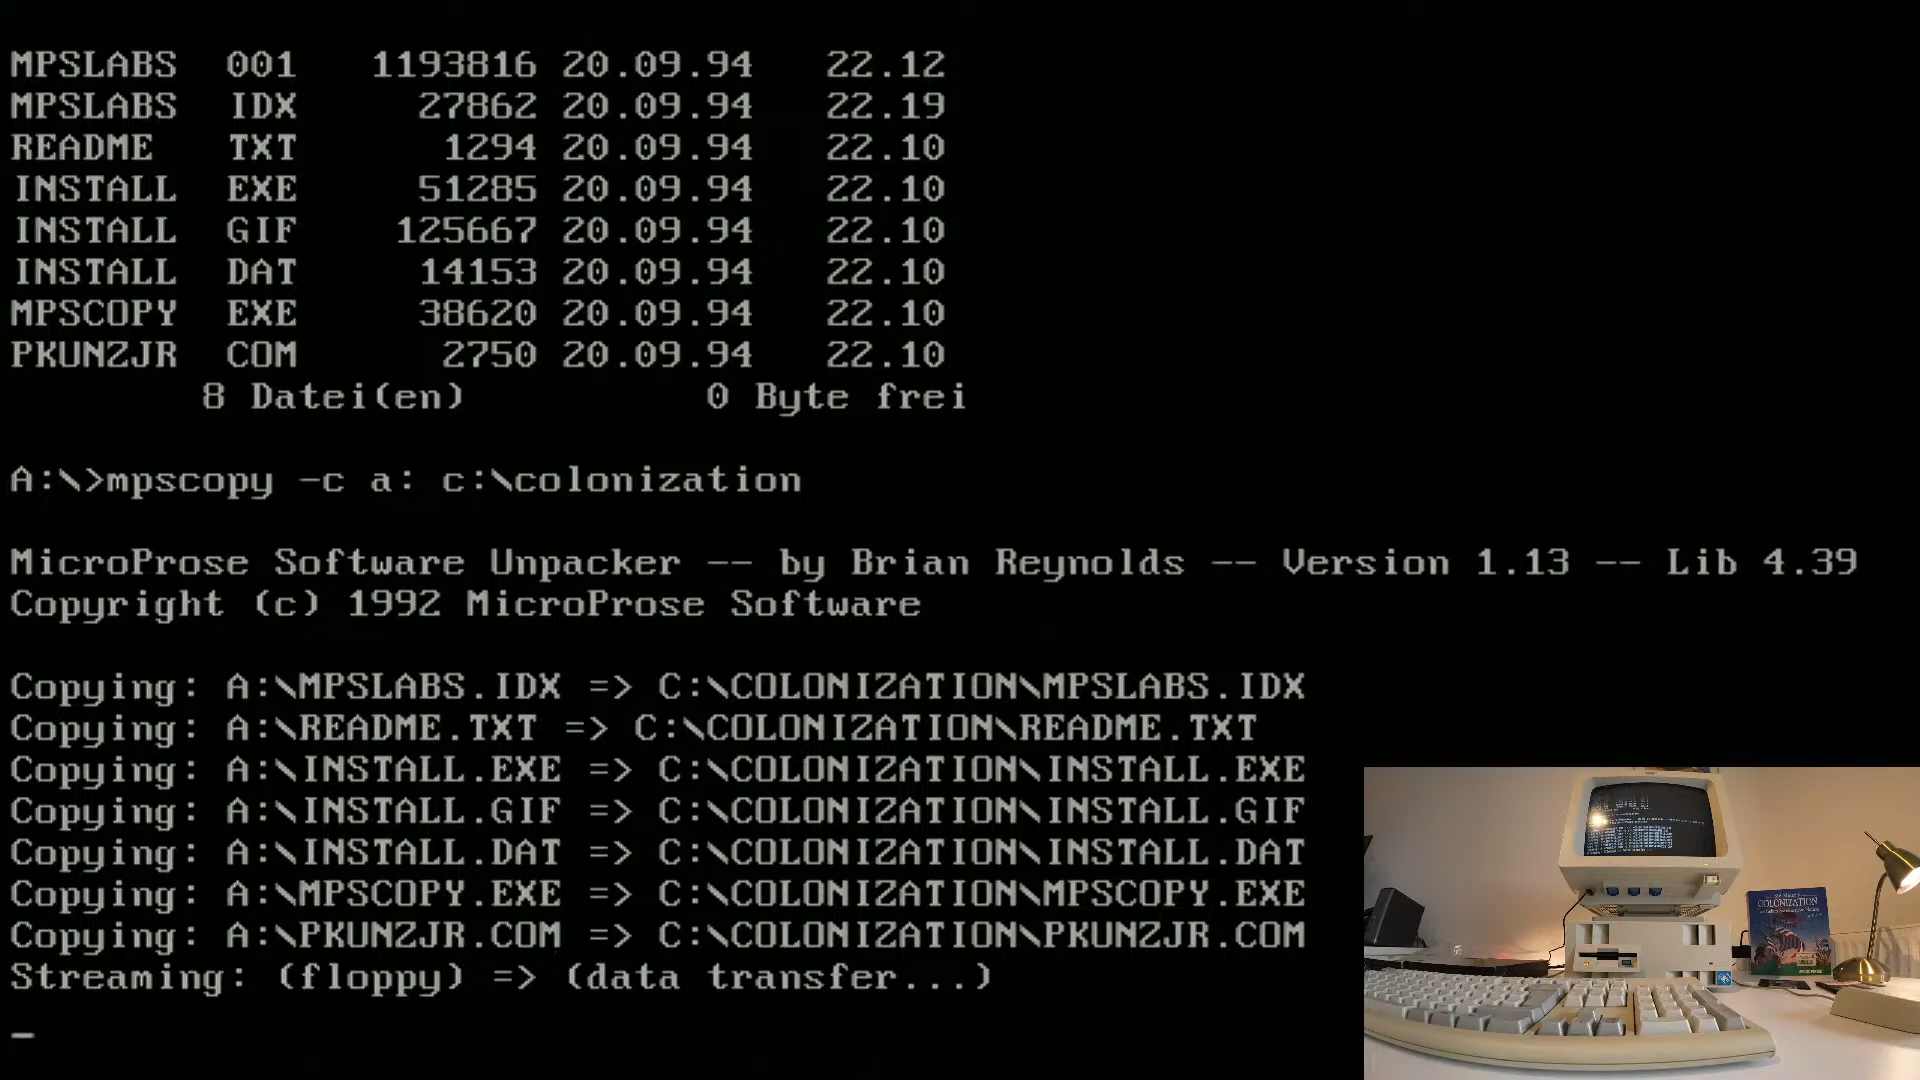 MPSLABS 001 1193816 20.09.94 22.12
MPSLABS IDX 27862 20.09.94 22.19
README TXT 1294 20.09.94 22.10
INSTALL EXE 51285 20.09.94 22.10
INSTALL GIF 125667 20.09.94 22.10
INSTALL DAT 14153 20.09.94 22.10
MPSCOPY EXE 38620 20.09.94 22.10
PKUNZJR COM 2750 20.09.94 22.10
8 Datei(en) 0 Byte frei
A:\>mpscopy -c a: c:\colonization
MicroProse Software Unpacker -- by Brian Reynolds -- Version 1.13 -- Lib 4.39
Copyright (c) 1992 MicroProse Software
Copying: A:\MPSLABS.IDX => C:\COLONIZATION\MPSLABS.IDX
Copying: A:\README.TXT => C:\COLONIZATION\README.TXT
Copying: A:\INSTALL.EXE => C:\COLONIZATION\INSTALL.EXE
Copying: A:\INSTALL.GIF => C:\COLONIZATION\INSTALL.GIF
Copying: A:\INSTALL.DAT => C:\COLONIZATION\INSTALL.DAT
Copying: A:\MPSCOPY.EXE => C:\COLONIZATION\MPSCOPY.EXE
Copying: A:\PKUNZJR.COM => C:\COLONIZATION\PKUNZJR.COM
Streaming: (floppy) => (data transfer...)
COLONIZATION